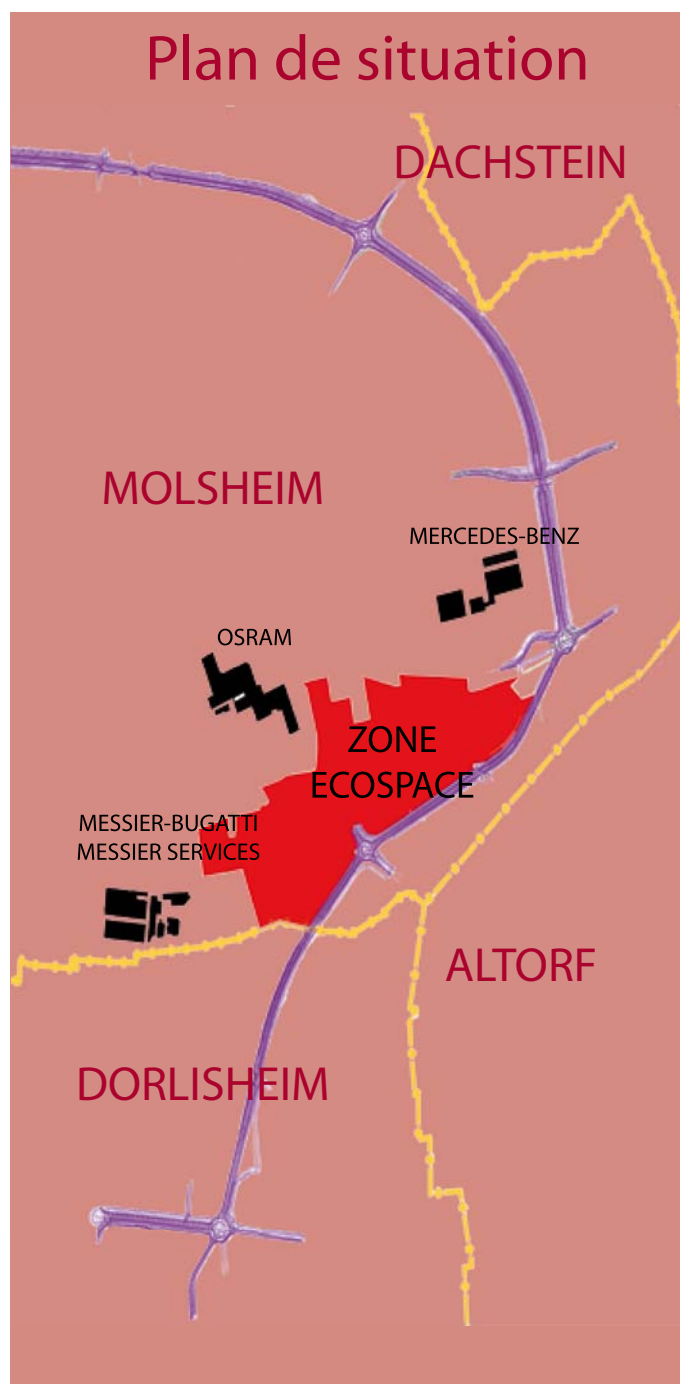 Plan de situation
DACHSTEIN
MOLSHEIM
MERCEDES-BENZ
OSRAM
ZONE
ECOSPACE
MESSIER-BUGATTI
MESSIER SERVICES
ALTORF
DORLISHEIM